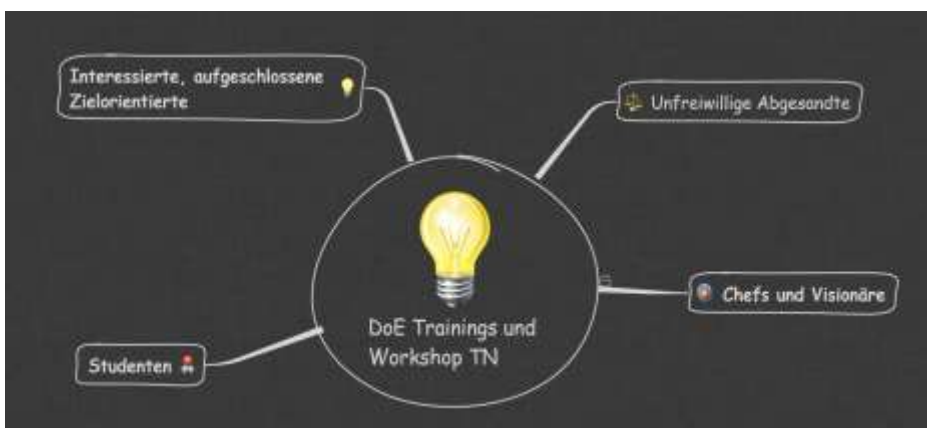 Interessierte, aufgeschlossene
Zielorientierte
Unfreiwillige Abgesandte
Chefs und Visionäre
DoE Trainings und
Workshop TN
Studenten